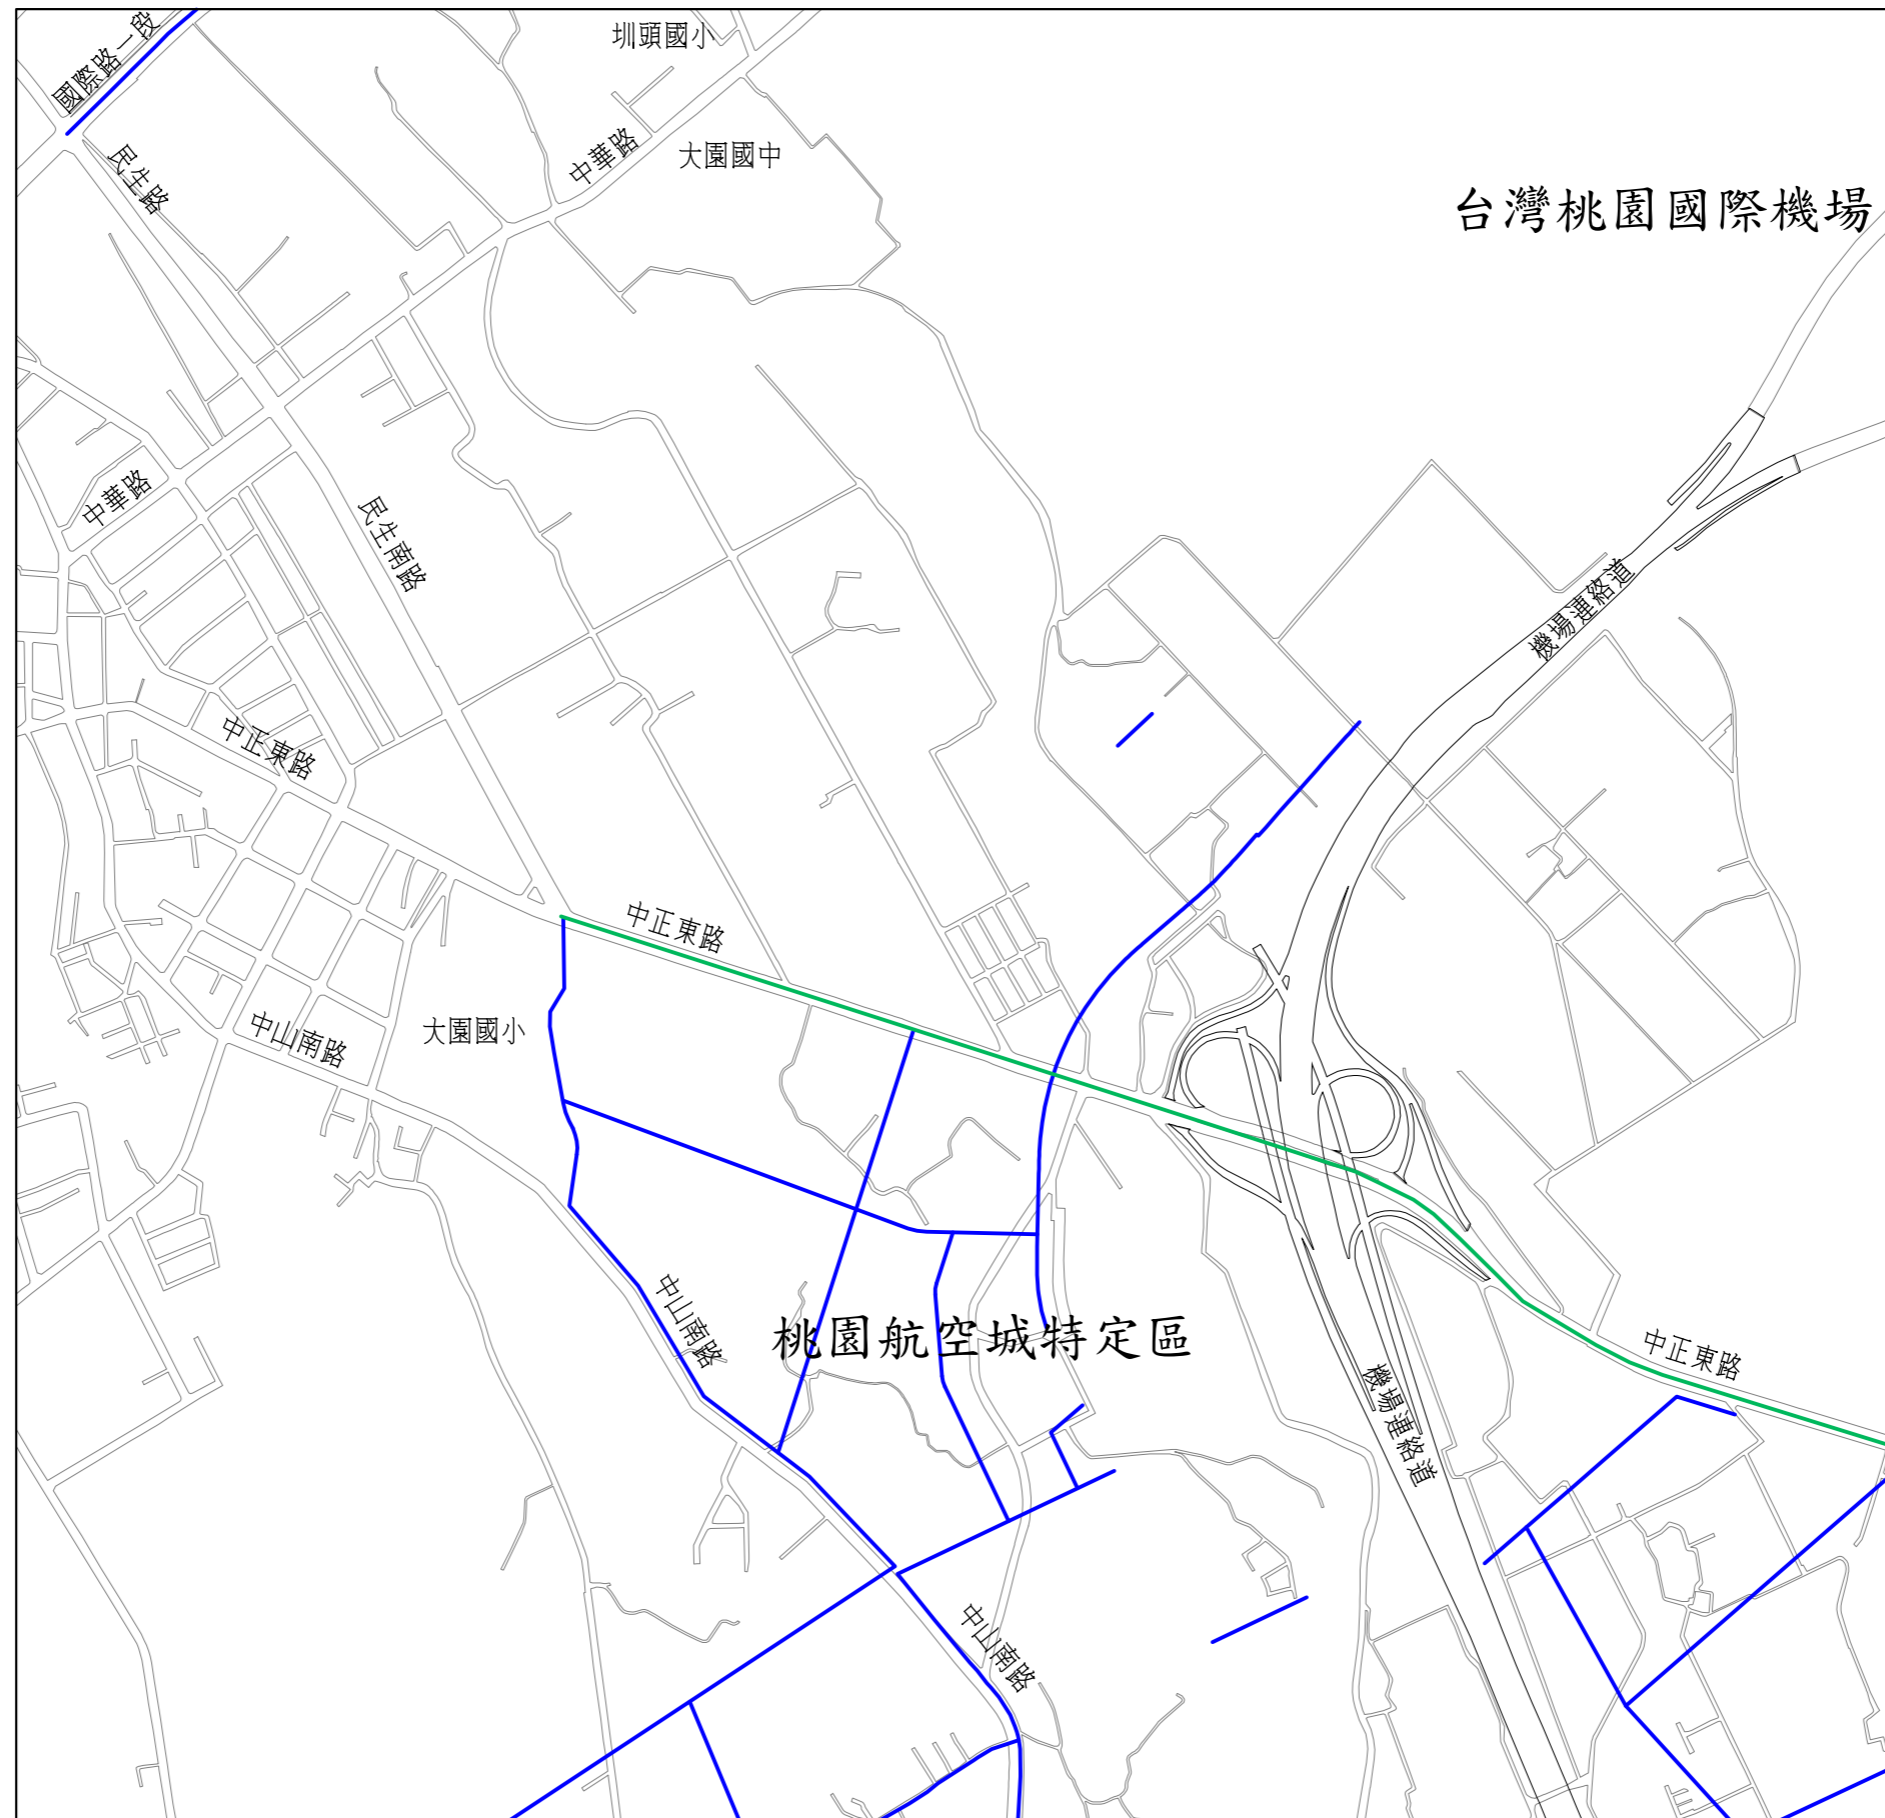 國際路一段
圳頭國小
民生路
中華路
大園國中
台灣桃園國際機場
中華路
民生南路
機場連絡道
中正東路
中正東路
中山南路
大園國小
中山南路
桃園航空城特定區
中正東路
機場連絡道
中山南路